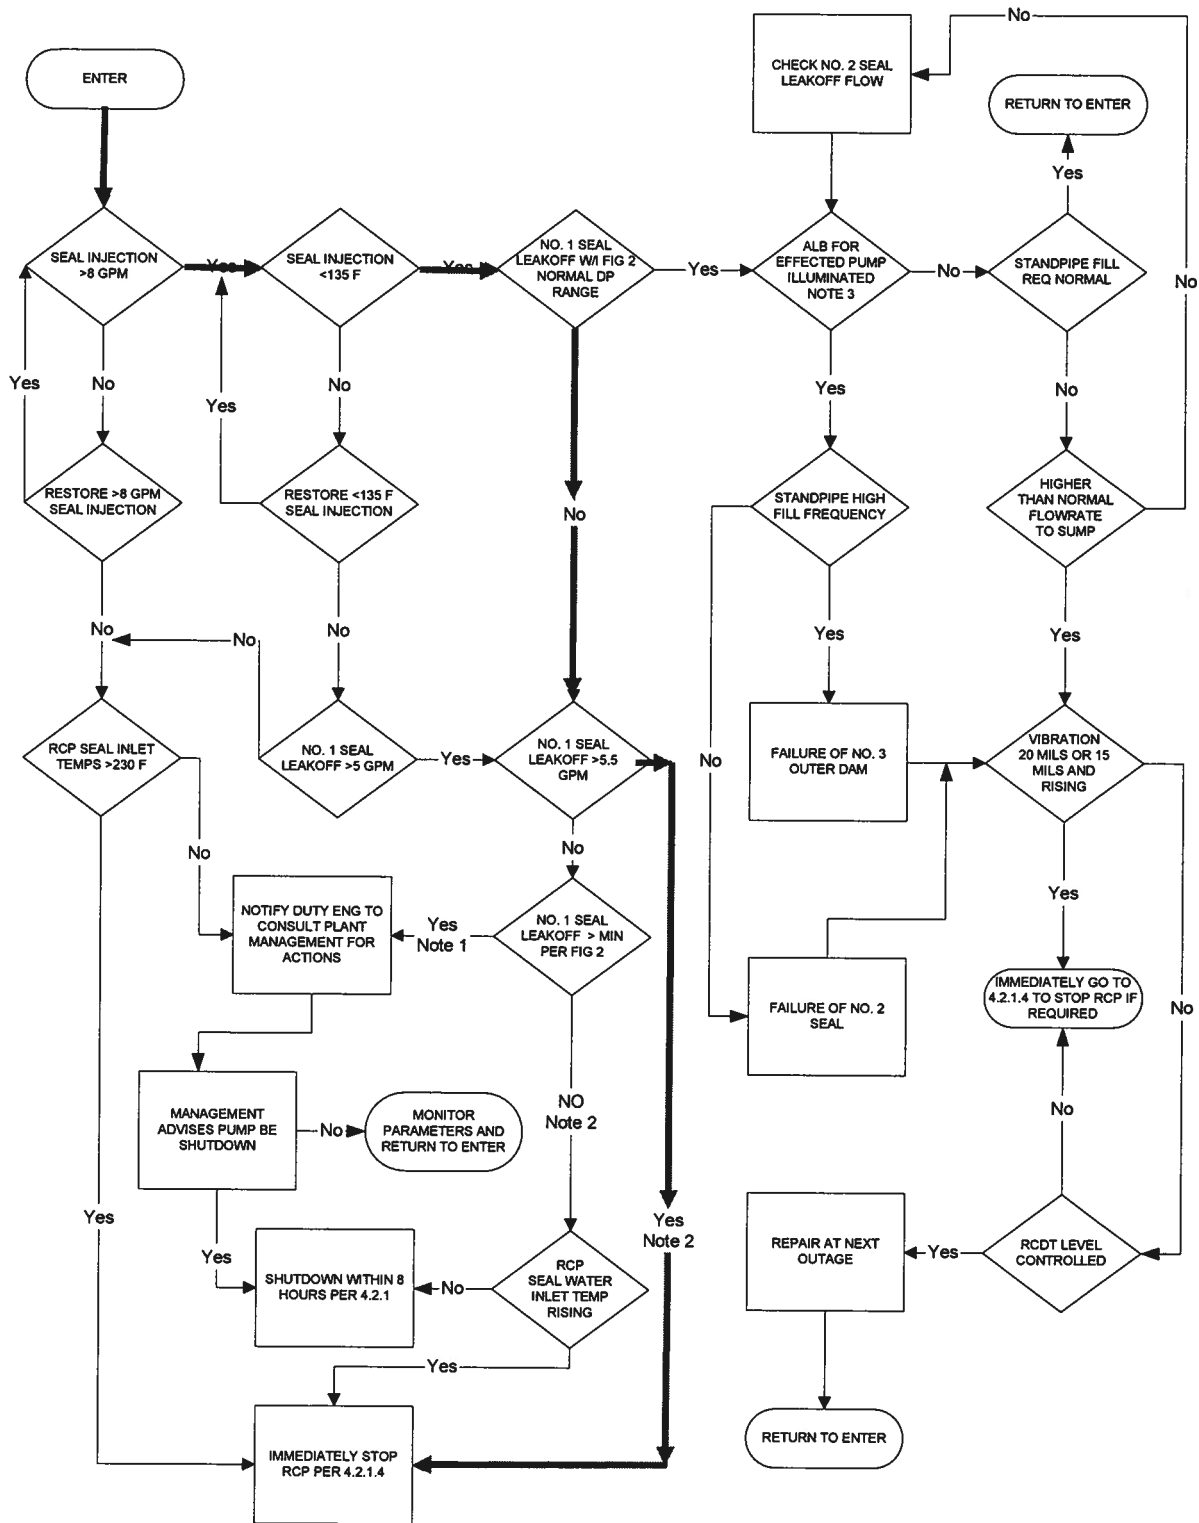 ENTER
CHECK NO. 2 SEAL
LEAKOFF FLOW
No
RETURN TO ENTER
Yes
SEAL INJECTION
>8 GPM
Yes
SEAL INJECTION
<135 F
Yes
NO. 1 SEAL
LEAKOFF W/I FIG 2
NORMAL DP
RANGE
Yes
ALB FOR
EFFECTED PUMP
ILLUMINATED
NOTE 3
No
STANDPIPE FILL
REQ NORMAL
No
Yes
No
Yes
No
Yes
No
RESTORE >8 GPM
SEAL INJECTION
RESTORE <135 F
SEAL INJECTION
No
STANDPIPE HIGH
FILL FREQUENCY
HIGHER
THAN NORMAL
FLOWRATE
TO SUMP
No
No
No
Yes
Yes
RCP SEAL INLET
TEMPS >230 F
NO. 1 SEAL
LEAKOFF >5 GPM
Yes
NO. 1 SEAL
LEAKOFF >5.5
GPM
No
FAILURE OF NO. 3
OUTER DAM
VIBRATION
20 MILS OR 15
MILS AND
RISING
No
No
NOTIFY DUTY ENG TO
CONSULT PLANT
MANAGEMENT FOR
ACTIONS
Yes
Note 1
NO. 1 SEAL
LEAKOFF > MIN
PER FIG 2
Yes
FAILURE OF NO. 2
SEAL
IMMEDIATELY GO TO
4.2.1.4 TO STOP RCP IF
REQUIRED
No
MANAGEMENT
ADVISES PUMP BE
SHUTDOWN
No
MONITOR
PARAMETERS AND
RETURN TO ENTER
NO
Note 2
No
Yes
Yes
Yes
Note 2
SHUTDOWN WITHIN 8
HOURS PER 4.2.1
No
RCP
SEAL WATER
INLET TEMP
RISING
REPAIR AT NEXT
OUTAGE
Yes
RCDT LEVEL
CONTROLLED
Yes
IMMEDIATELY STOP
RCP PER 4.2.1.4
RETURN TO ENTER